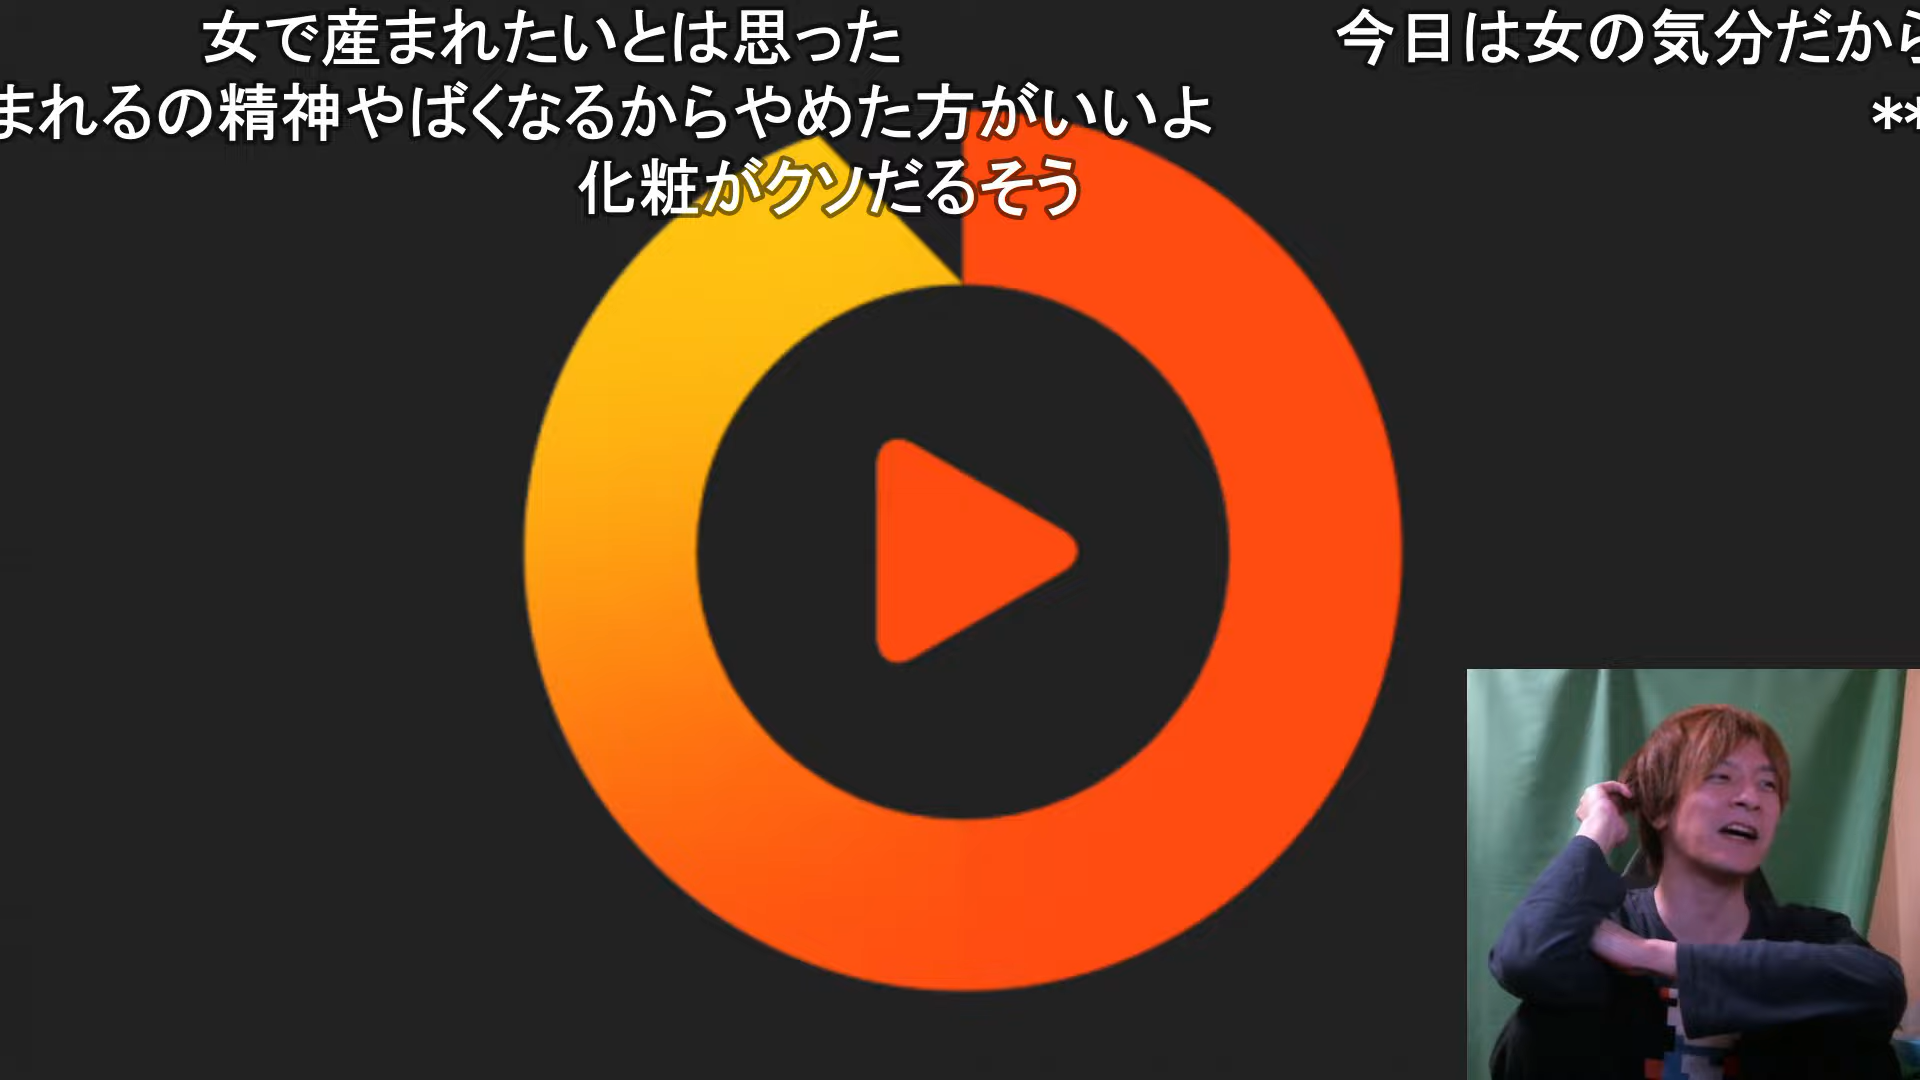 女で産まれたいとは思った
今日は女の気分だから
まれるの精神やばくなるからやめた方がいいよ
**
化粧がクソだるそう